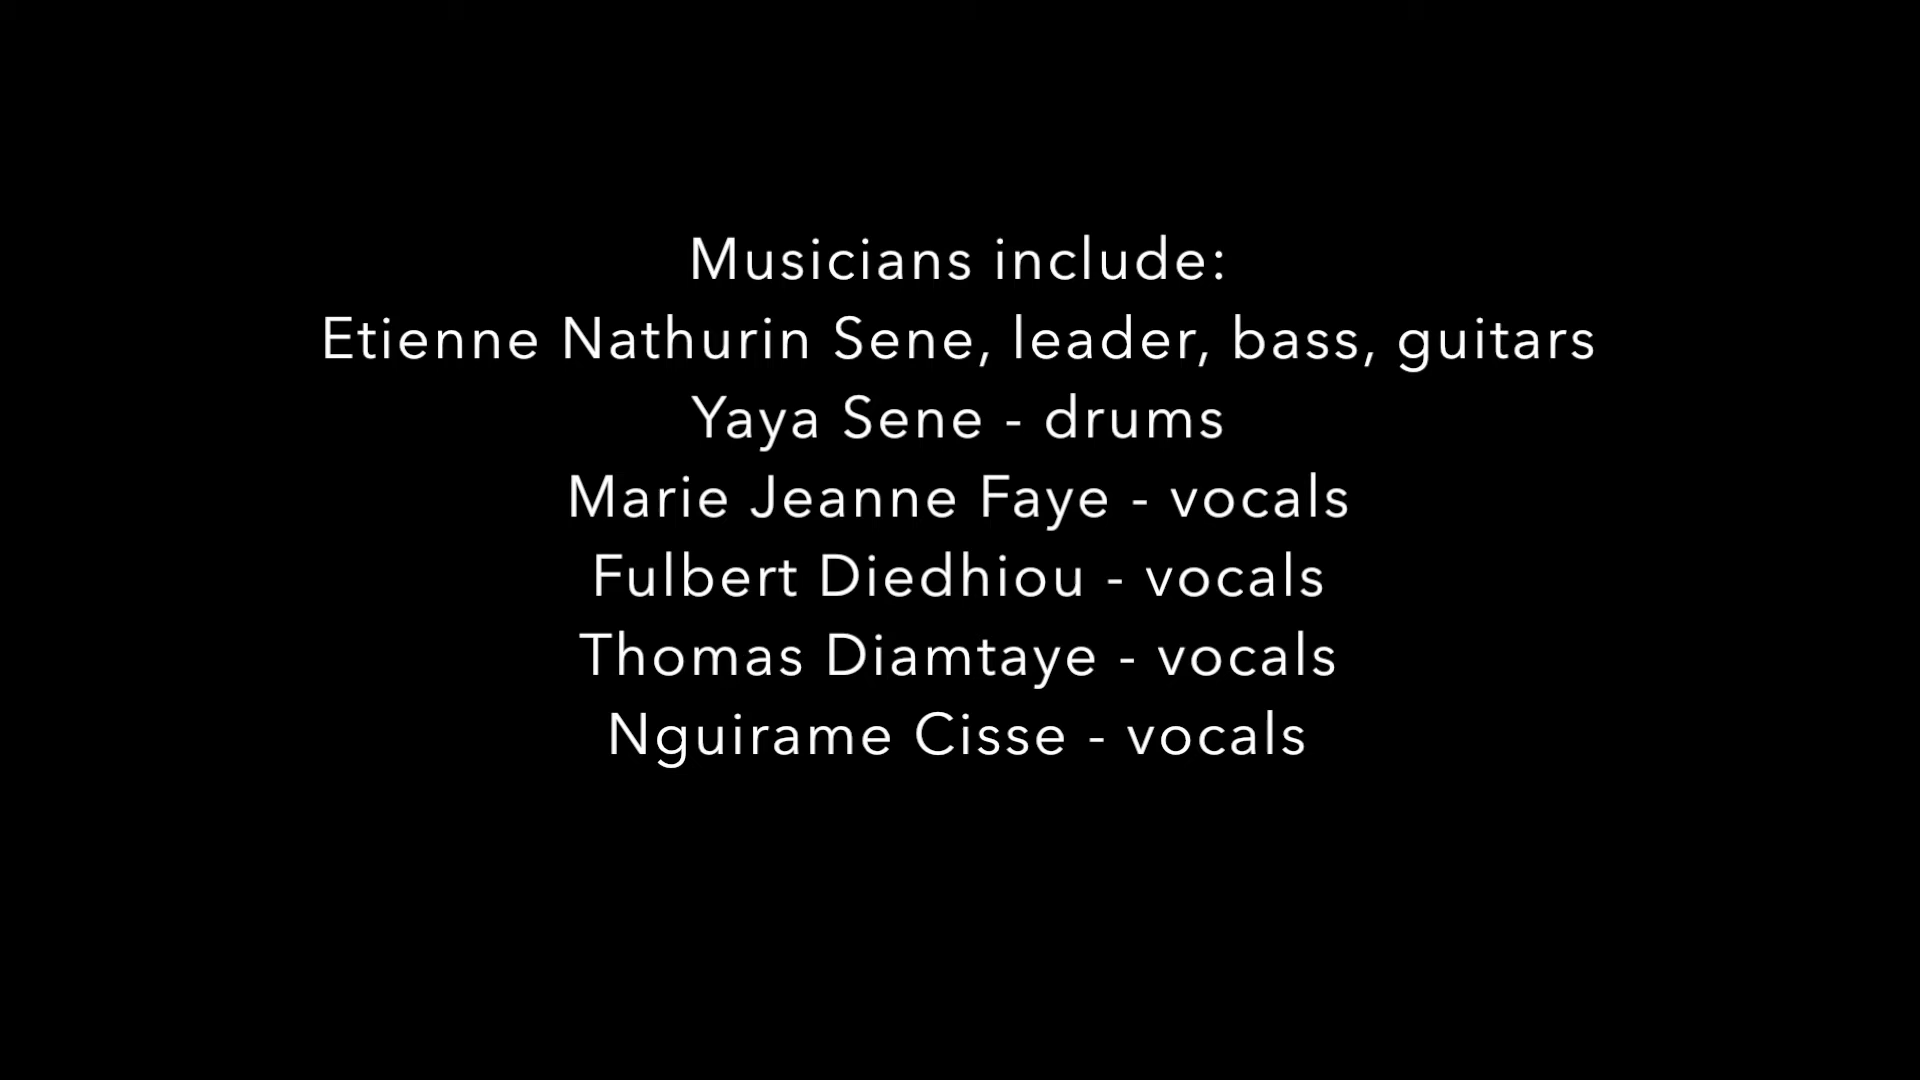 Musicians include:
Etienne Nathurin Sene, leader, bass, guitars
Yaya Sene - drums
Marie Jeanne Faye - vocals
Fulbert Diedhiou - vocals
Thomas Diamtaye - vocals
Nguirame Cisse - vocals